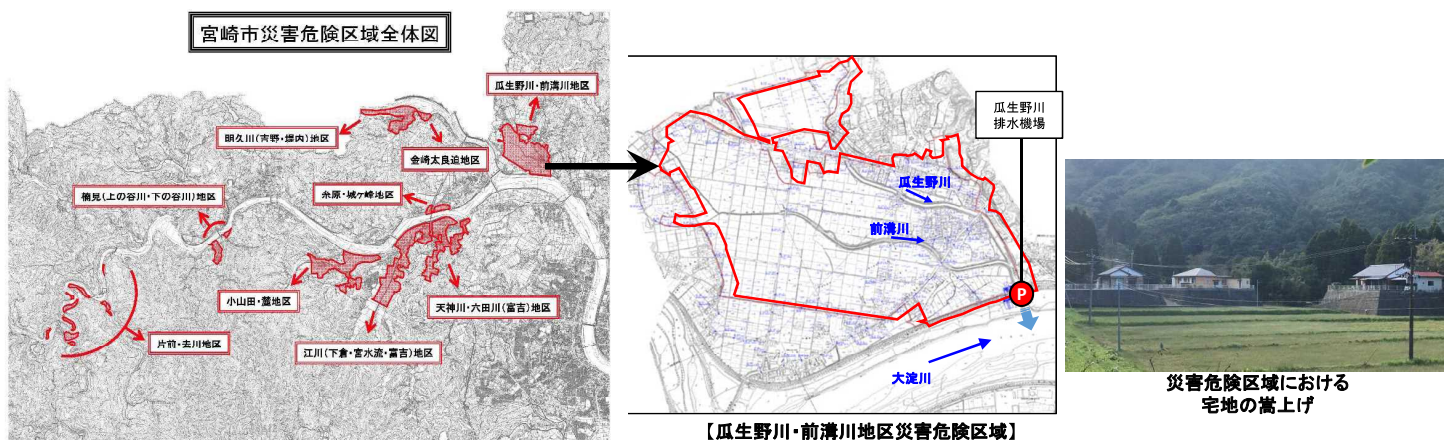 宮崎市災害危険区域全体図
瓜生野川・前溝川地区
明久川(吉野・堀内)地区
金崎太良迫地区
糸原・城ヶ峰地区
楠見(上の谷川・下の谷川)地区
小山田・麓地区
天神川・六田川(富吉)地区
片前・去川地区
江川(下倉・宮水流・富吉)地区
瓜生野川
排水機場
瓜生野川
前溝川
P
大淀川
【瓜生野川・前溝川地区災害危険区域】
災害危険区域における
宅地の嵩上げ